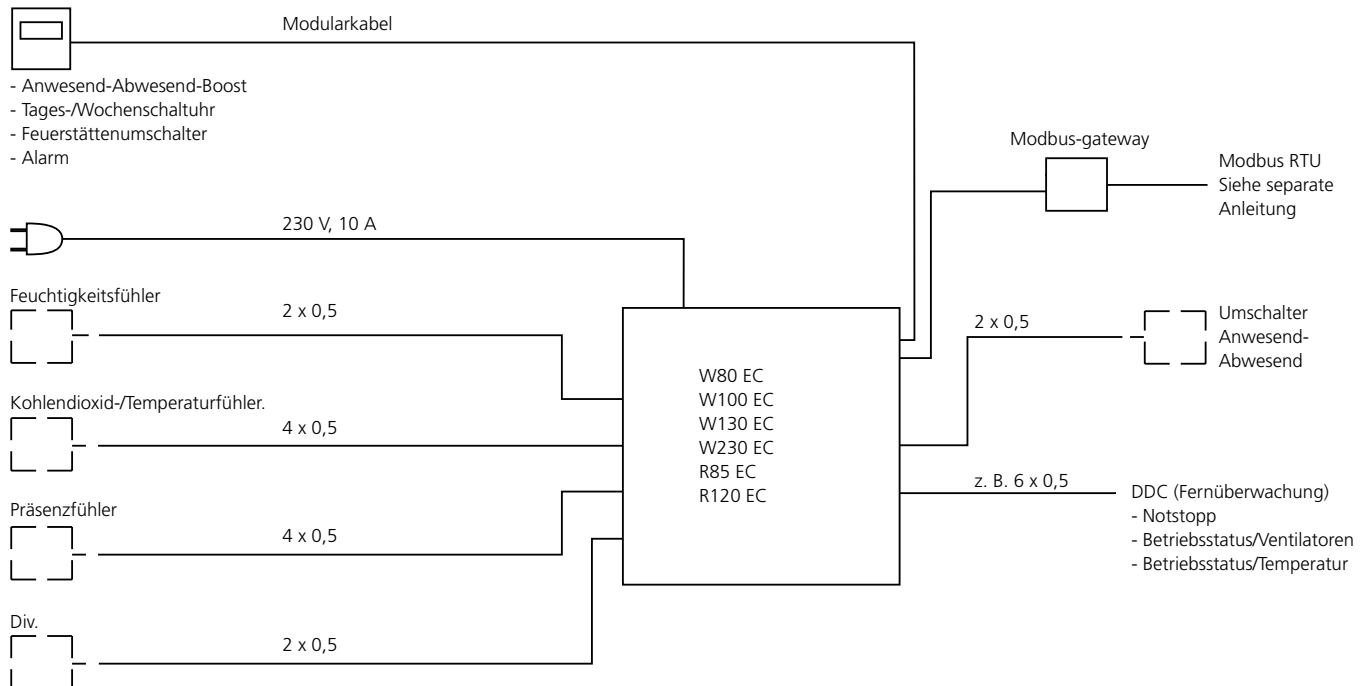 Modularkabel
- Anwesend-Abwesend-Boost
- Tages-/Wochenschaltuhr
- Feuerstättenumschalter
- Alarm
Modbus-gateway
Modbus RTU
Siehe separate
Anleitung
230 V, 10 A
Feuchtigkeitsfühler
2 x 0,5
2 x 0,5
Umschalter
Anwesend-
Abwesend
Kohlendioxid-/Temperaturfühler.
4 x 0,5
W80 EC
W100 EC
W130 EC
W230 EC
R85 EC
R120 EC
z. B. 6 x 0,5
DDC (Fernüberwachung)
- Notstopp
- Betriebsstatus/Ventilatoren
- Betriebsstatus/Temperatur
Präsenzfühler
4 x 0,5
Div.
2 x 0,5